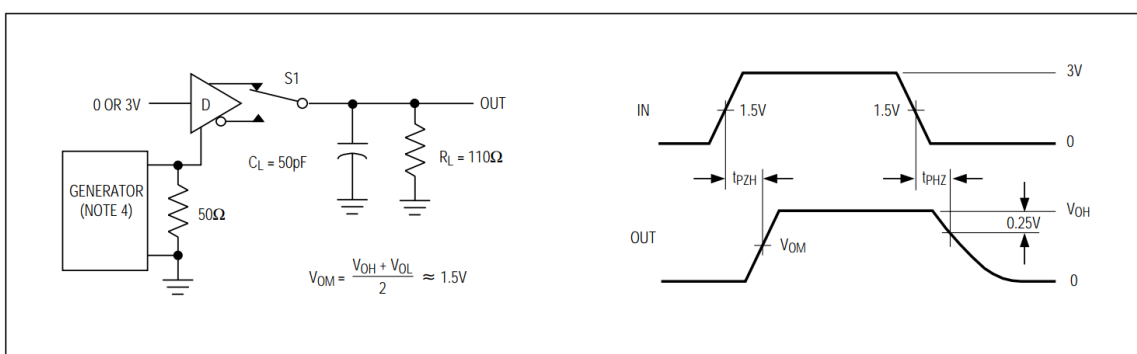 S1
0 OR 3V
D
OUT
GENERATOR
(NOTE 4)
50Ω
C_L = 50pF
R_L = 110Ω
V_OM = (V_OH + V_OL) / 2 ≈ 1.5V
IN
1.5V
1.5V
3V
0
t_PZH
t_PHZ
OUT
V_OM
V_OH
0.25V
0